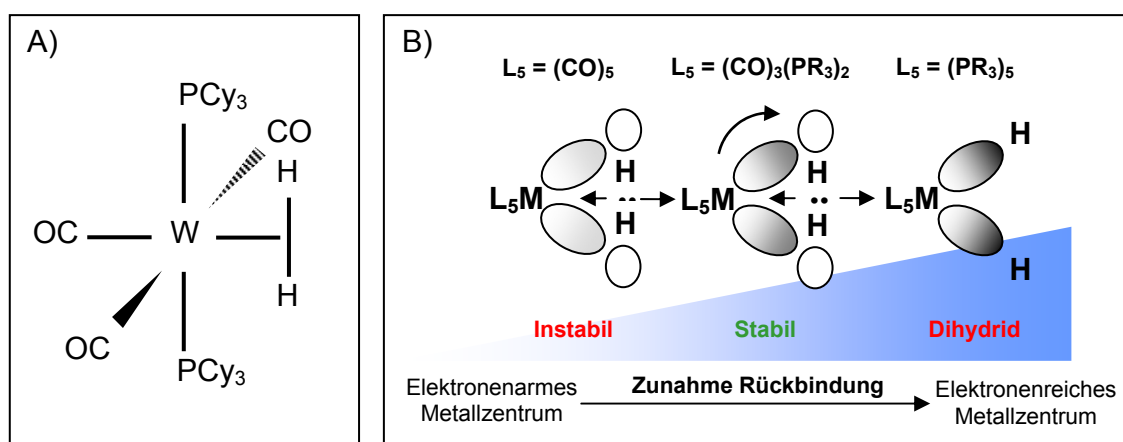 A)
PCy3
CO
H
OC
W
H
OC
PCy3
B)
L5 = (CO)5
L5 = (CO)3(PR3)2
L5 = (PR3)5
H
H
H
L5M
L5M
L5M
H
H
H
Instabil
Stabil
Dihydrid
Elektronenarmes
Metallzentrum
Zunahme Rückbindung
Elektronenreiches
Metallzentrum